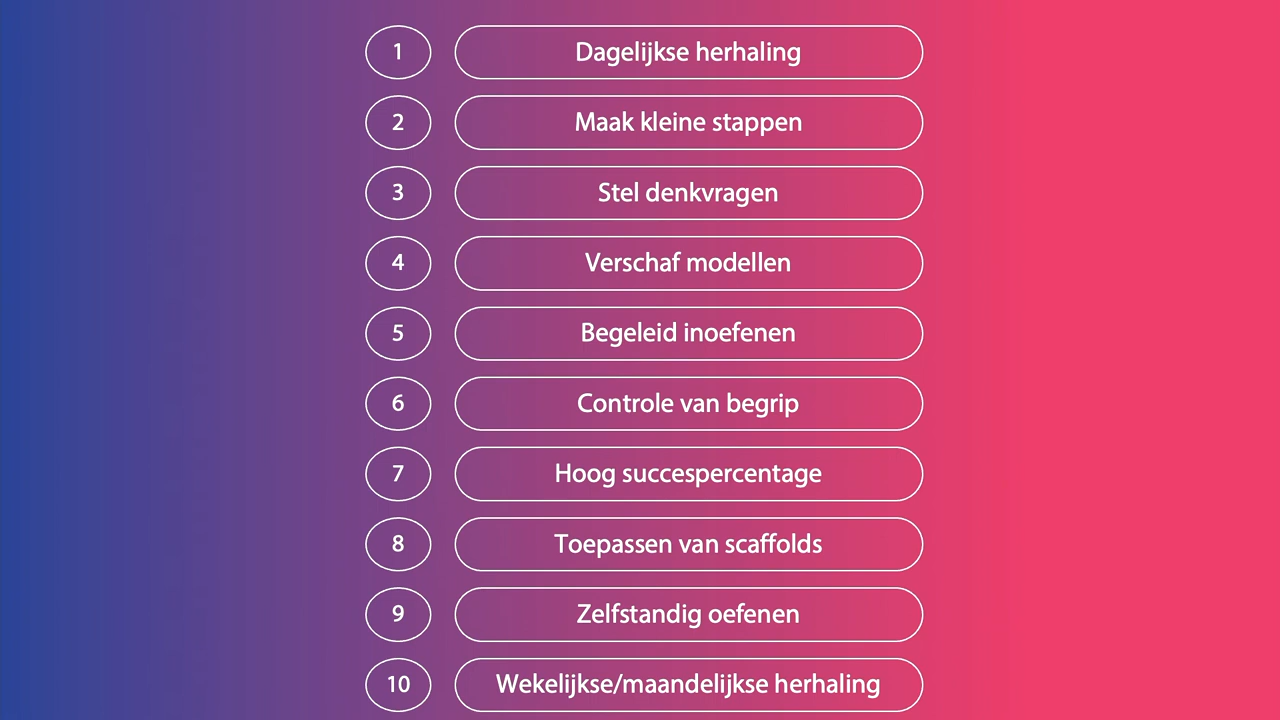 1 Dagelijkse herhaling
2 Maak kleine stappen
3 Stel denkvragen
4 Verschaf modellen
5 Begeleid inoefenen
6 Controle van begrip
7 Hoog succespercentage
8 Toepassen van scaffolds
9 Zelfstandig oefenen
10 Wekelijkse/maandelijkse herhaling